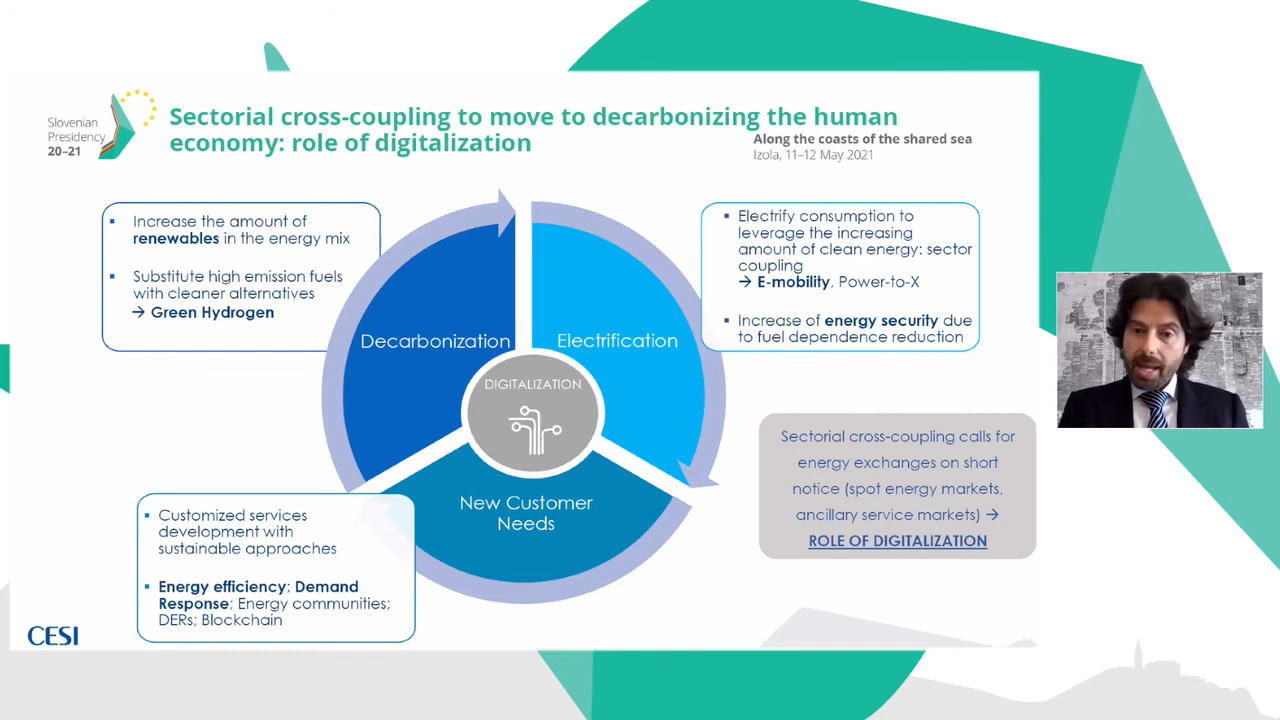 Slovenian
Presidency
20–21
Sectorial cross-coupling to move to decarbonizing the human
economy: role of digitalization
Along the coasts of the shared sea
Izola, 11–12 May 2021
▪ Increase the amount of
renewables in the energy mix
▪ Substitute high emission fuels
with cleaner alternatives
→ Green Hydrogen
▪ Electrify consumption to
leverage the increasing
amount of clean energy: sector
coupling
→ E-mobility, Power-to-X
▪ Increase of energy security due
to fuel dependence reduction
Decarbonization
Electrification
DIGITALIZATION
New Customer
Needs
Sectorial cross-coupling calls for
energy exchanges on short
notice (spot energy markets,
ancillary service markets) →
ROLE OF DIGITALIZATION
▪ Customized services
development with
sustainable approaches
▪ Energy efficiency; Demand
Response; Energy communities;
DERs; Blockchain
CESI